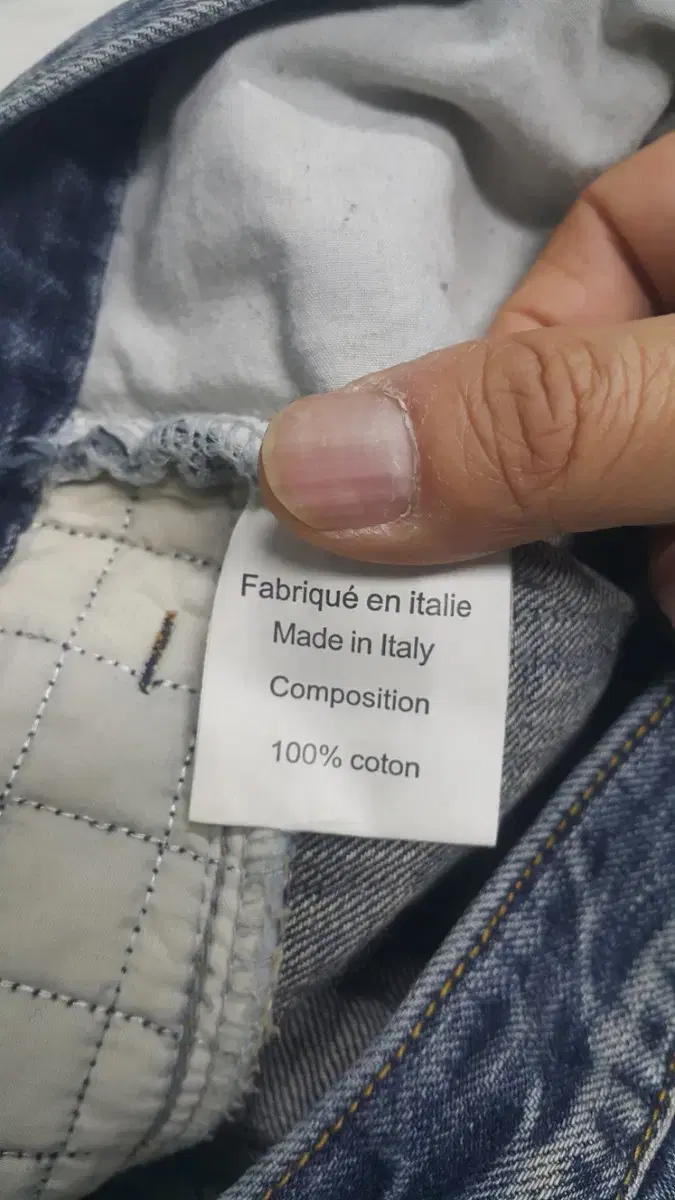 Fabriqué en italie
Made in Italy
Composition
100% coton